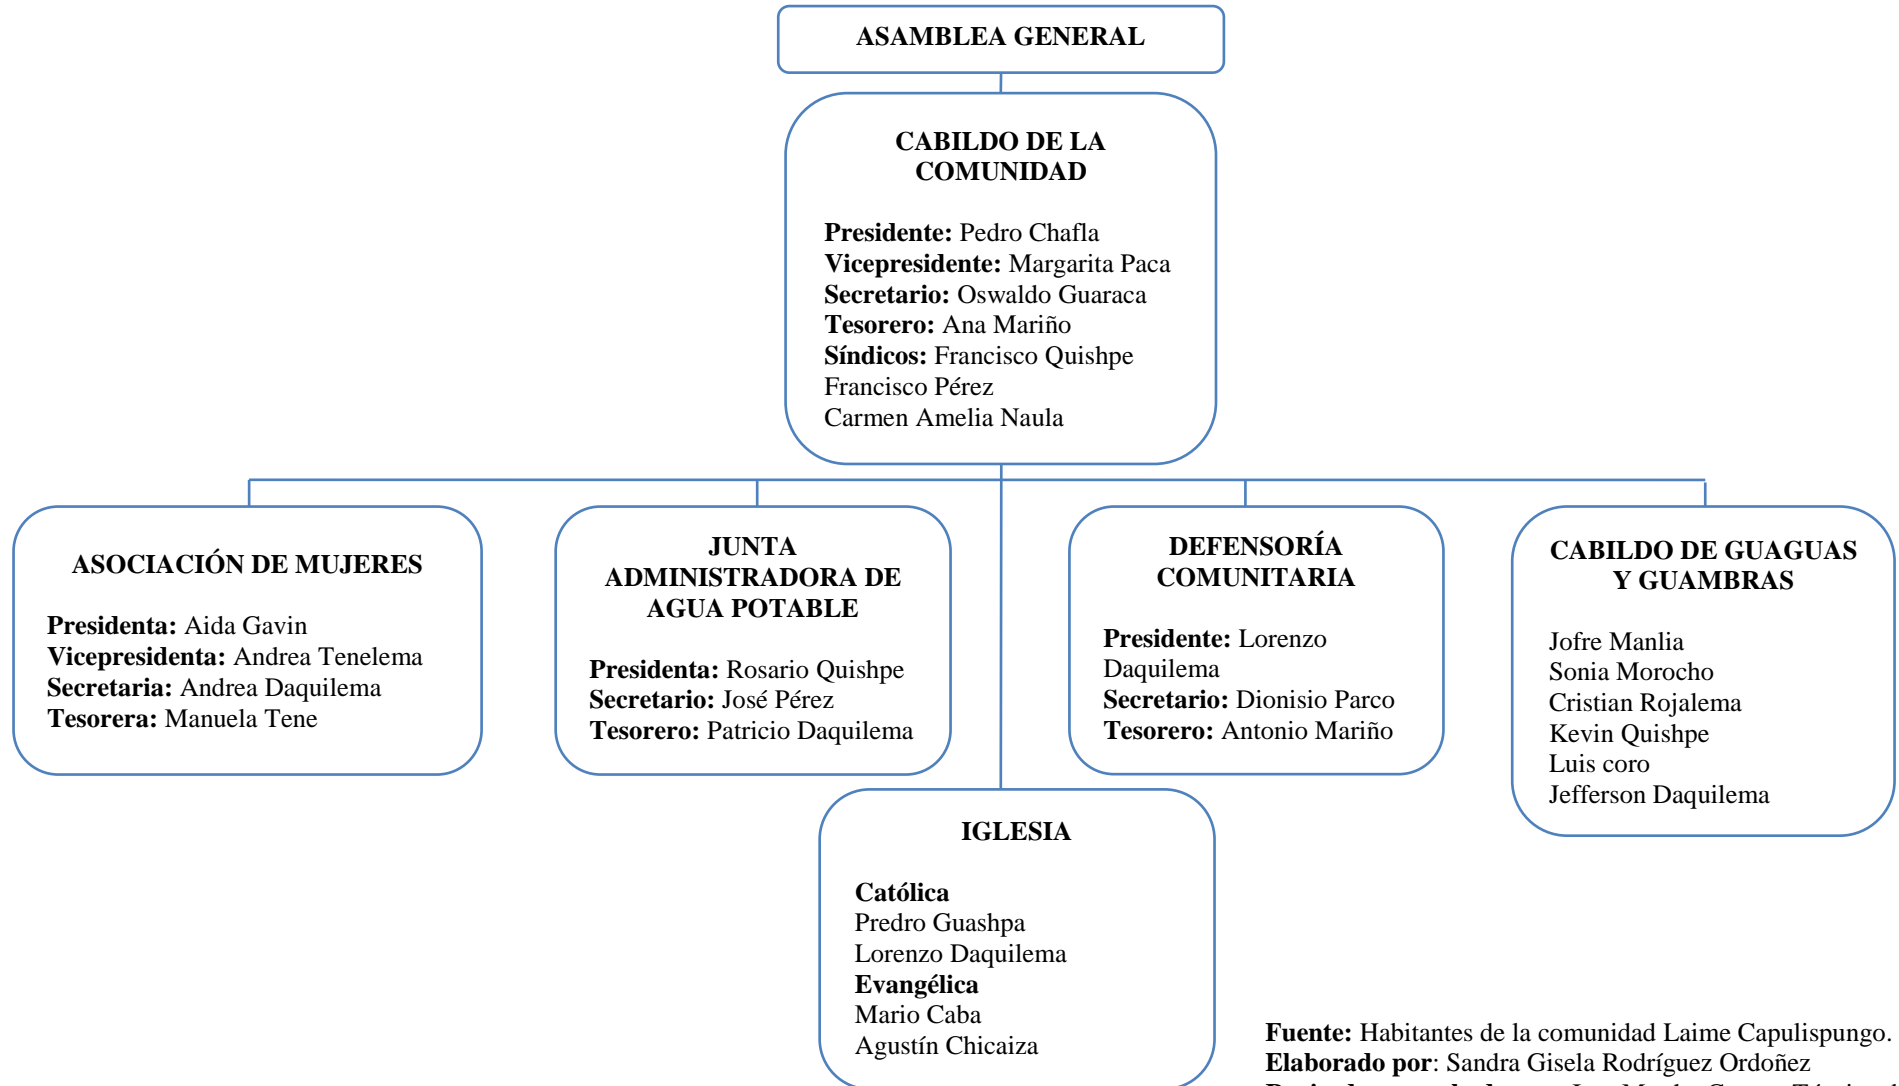 ASAMBLEA GENERAL
CABILDO DE LA
COMUNIDAD
Presidente: Pedro Chafla
Vicepresidente: Margarita Paca
Secretario: Oswaldo Guaraca
Tesorero: Ana Mariño
Síndicos: Francisco Quishpe
Francisco Pérez
Carmen Amelia Naula
ASOCIACIÓN DE MUJERES
Presidenta: Aida Gavin
Vicepresidenta: Andrea Tenelema
Secretaria: Andrea Daquilema
Tesorera: Manuela Tene
JUNTA
ADMINISTRADORA DE
AGUA POTABLE
Presidenta: Rosario Quishpe
Secretario: José Pérez
Tesorero: Patricio Daquilema
DEFENSORÍA
COMUNITARIA
Presidente: Lorenzo
Daquilema
Secretario: Dionisio Parco
Tesorero: Antonio Mariño
CABILDO DE GUAGUAS
Y GUAMBRAS
Jofre Manlia
Sonia Morocho
Cristian Rojalema
Kevin Quishpe
Luis coro
Jefferson Daquilema
IGLESIA
Católica
Predro Guashpa
Lorenzo Daquilema
Evangélica
Mario Caba
Agustín Chicaiza
Fuente: Habitantes de la comunidad Laime Capulispungo.
Elaborado por: Sandra Gisela Rodríguez Ordoñez